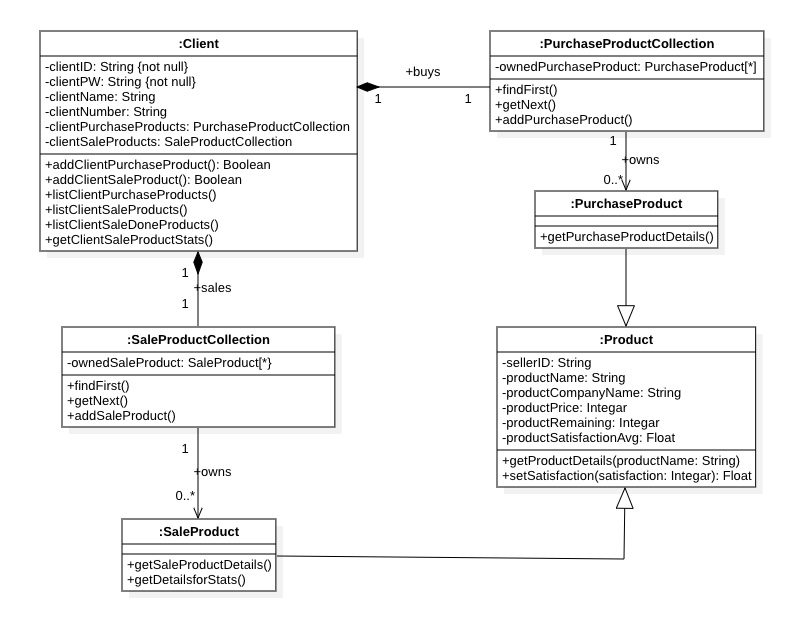 :Client
-clientID: String {not null}
-clientPW: String {not null}
-clientName: String
-clientNumber: String
-clientPurchaseProducts: PurchaseProductCollection
-clientSaleProducts: SaleProductCollection
+addClientPurchaseProduct(): Boolean
+addClientSaleProduct(): Boolean
+listClientPurchaseProducts()
+listClientSaleProducts()
+listClientSaleDoneProducts()
+getClientSaleProductStats()
+buys
1
1
:PurchaseProductCollection
-ownedPurchaseProduct: PurchaseProduct[*]
+findFirst()
+getNext()
+addPurchaseProduct()
1
+owns
0..*
:PurchaseProduct
+getPurchaseProductDetails()
1
+sales
1
:SaleProductCollection
-ownedSaleProduct: SaleProduct[*}
+findFirst()
+getNext()
+addSaleProduct()
:Product
-sellerID: String
-productName: String
-productCompanyName: String
-productPrice: Integar
-productRemaining: Integar
-productSatisfactionAvg: Float
+getProductDetails(productName: String)
+setSatisfaction(satisfaction: Integar): Float
1
+owns
0..*
:SaleProduct
+getSaleProductDetails()
+getDetailsforStats()